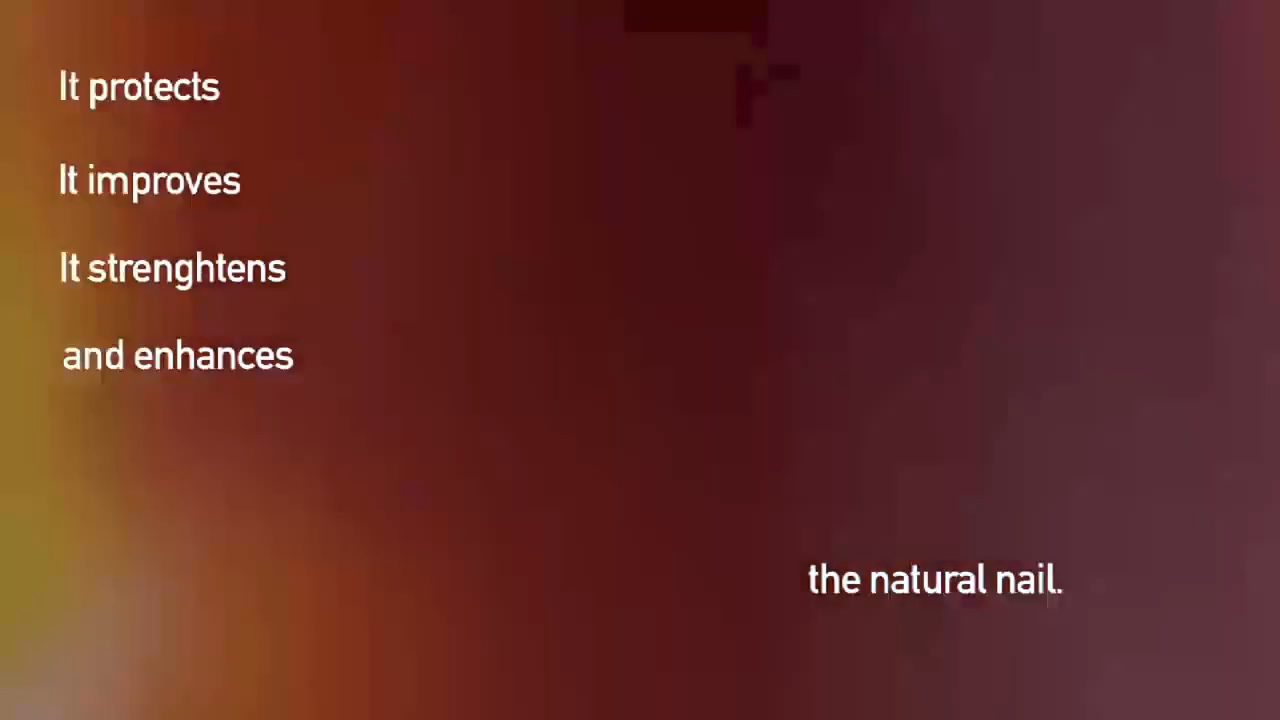 It protects
It improves
It strenghtens
and enhances
the natural nail.